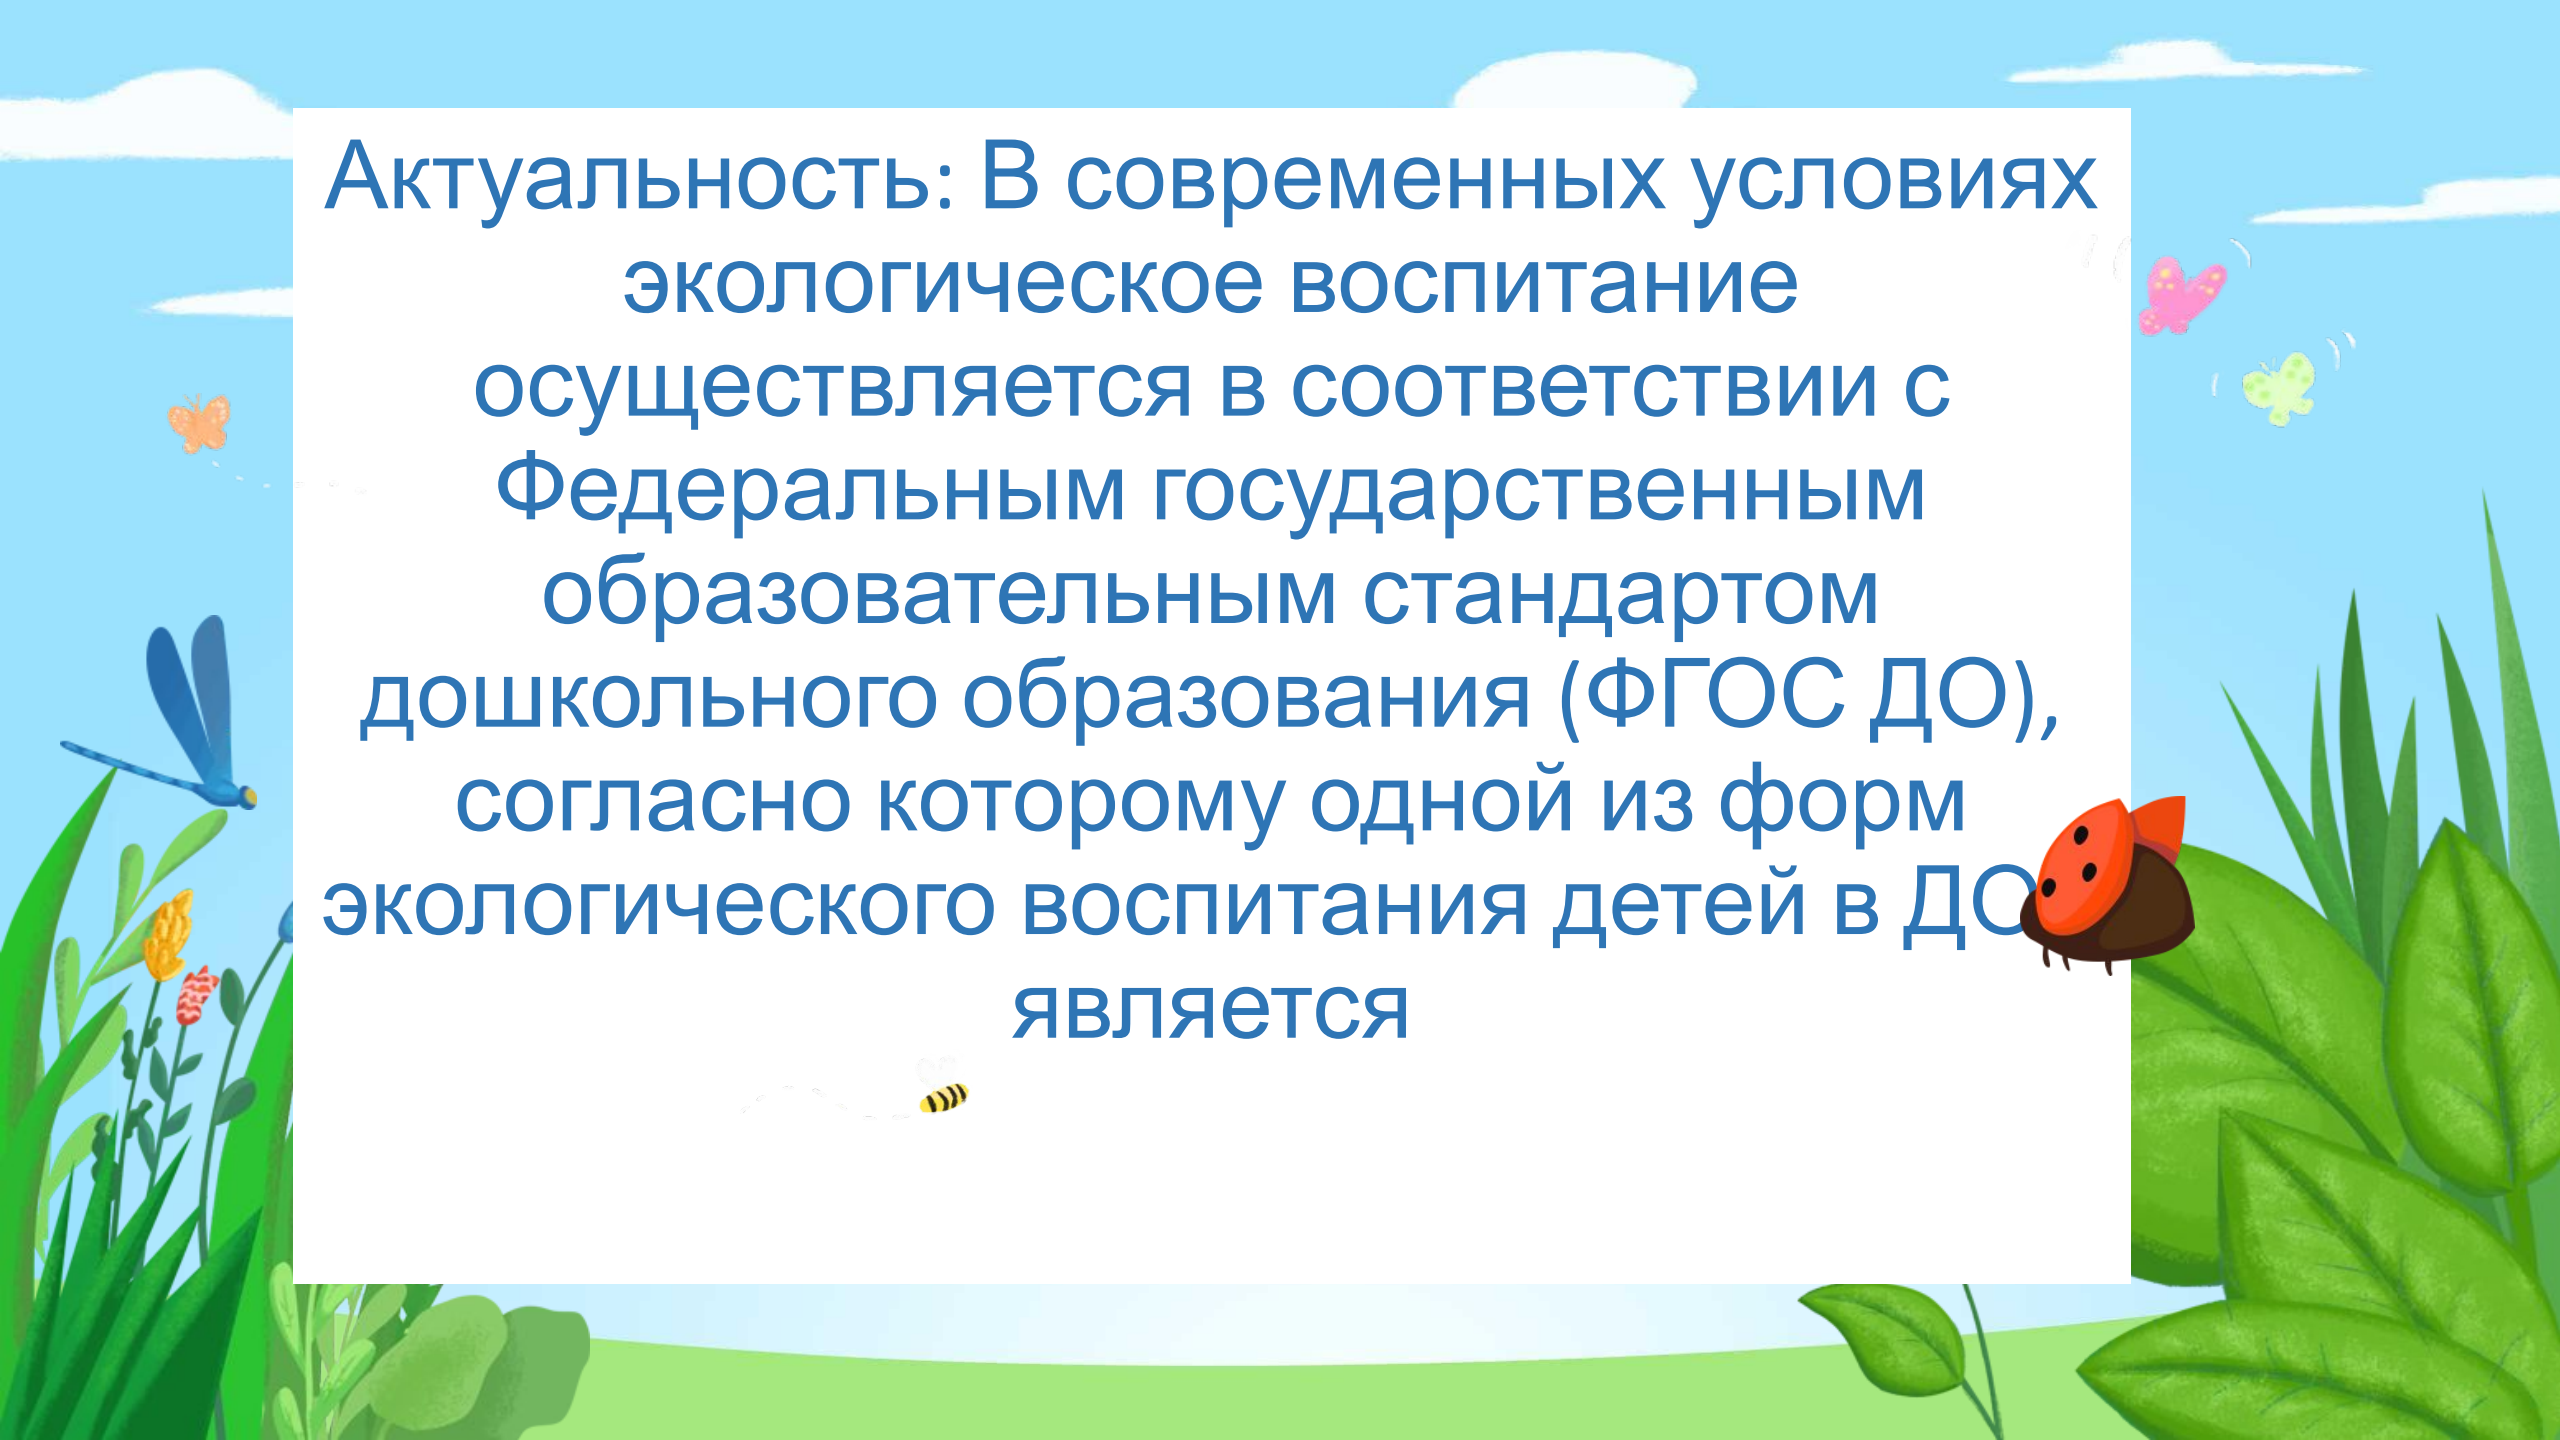 Актуальность: В современных условиях
экологическое воспитание
осуществляется в соответствии с
Федеральным государственным
образовательным стандартом
дошкольного образования (ФГОС ДО),
согласно которому одной из форм
экологического воспитания детей в
является